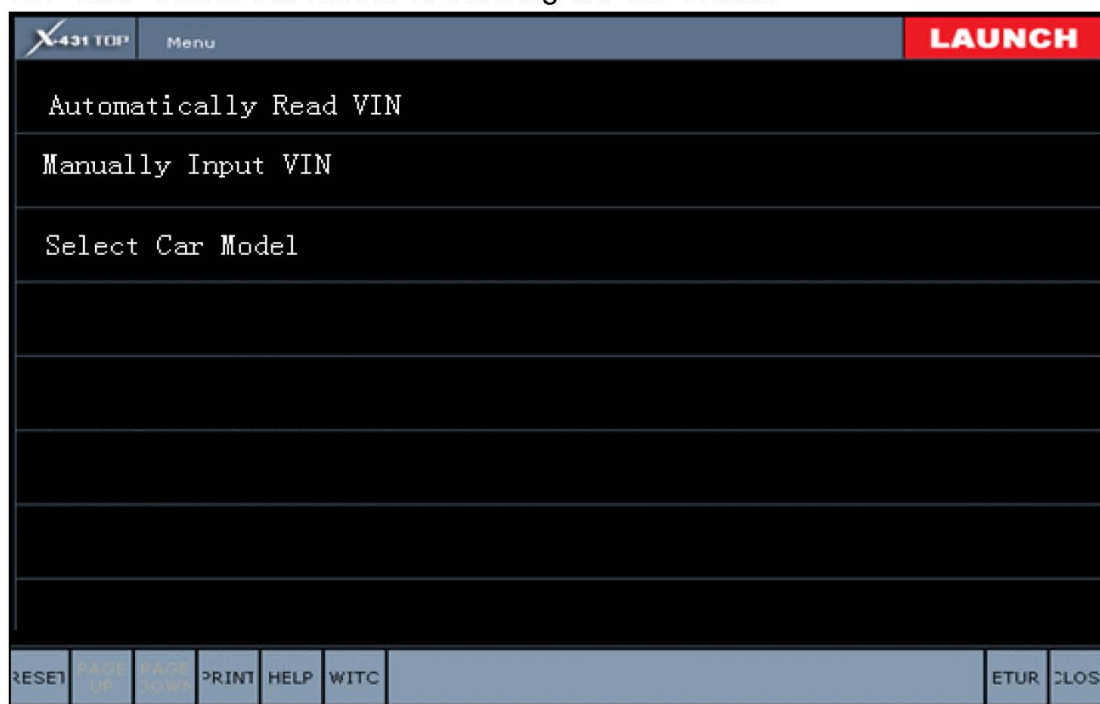 X-431 TOP Menu LAUNCH
Automatically Read VIN
Manually Input VIN
Select Car Model
RESET PAGE UP PAGE DOWN PRINT HELP WITC ETUR CLOS